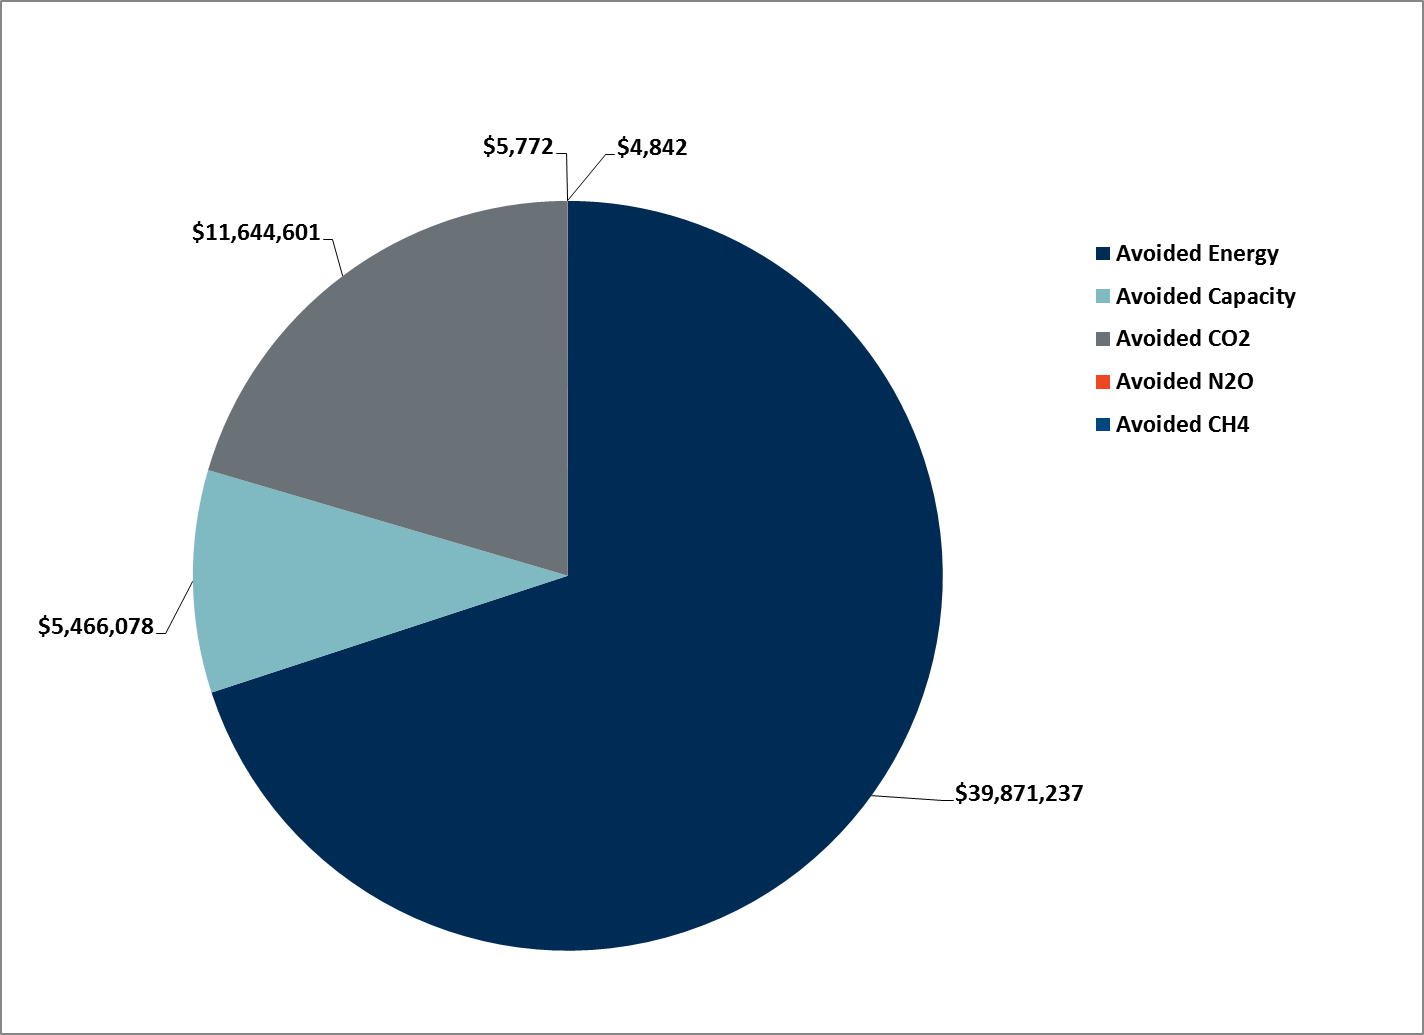 $5,772
$4,842
$11,644,601
$5,466,078
$39,871,237
Avoided Energy
Avoided Capacity
Avoided CO2
Avoided N2O
Avoided CH4